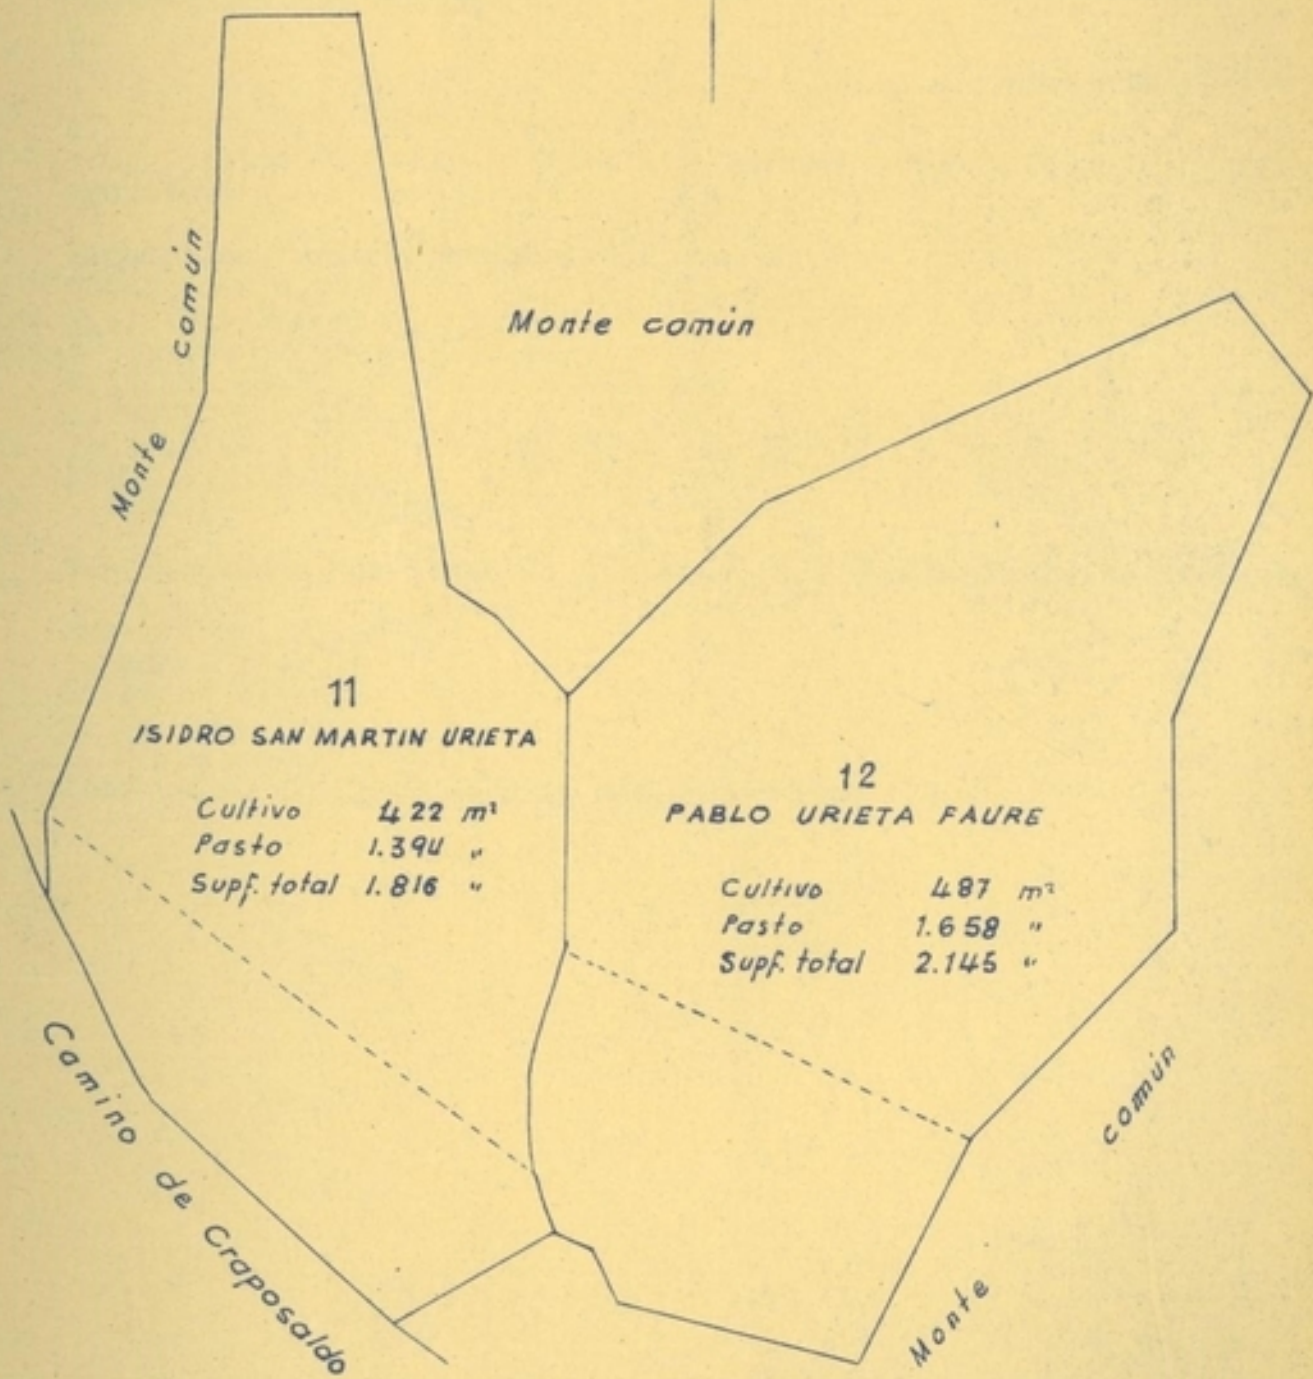 Monte común
Monte común
11
ISIDRO SAN MARTIN URIETA
Cultivo 422 m²
Pasto 1.394 "
Supf. total 1.816 "
12
PABLO URIETA FAURE
Cultivo 487 m²
Pasto 1.658 "
Supf. total 2.145 "
Camino de Craposaldo
Monte común